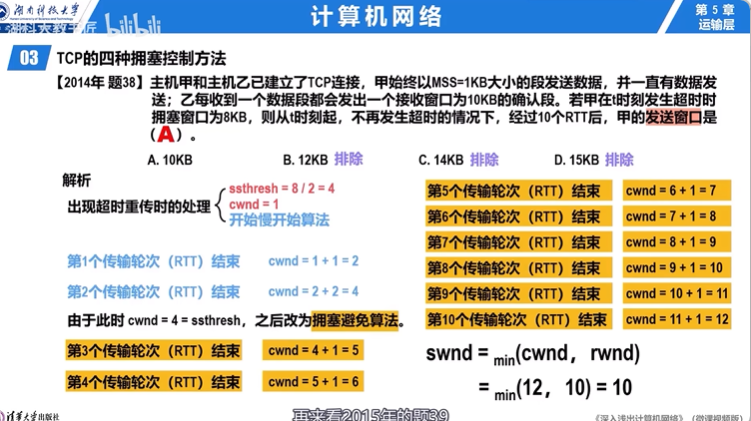 湖南科技大学
计算机网络
第 5 章
运输层
bilibili
03
TCP的四种拥塞控制方法
【2014年 题38】主机甲和主机乙已建立了TCP连接，甲始终以MSS=1KB大小的段发送数据，并一直有数据发
送；乙每收到一个数据段都会发出一个接收窗口为10KB的确认段。若甲在t时刻发生超时时
拥塞窗口为8KB，则从t时刻起，不再发生超时的情况下，经过10个RTT后，甲的发送窗口是
（A）。
A. 10KB
B. 12KB 排除
C. 14KB 排除
D. 15KB 排除
解析
出现超时重传时的处理
ssthresh = 8 / 2 = 4
cwnd = 1
开始慢开始算法
第1个传输轮次（RTT）结束 cwnd = 1 + 1 = 2
第2个传输轮次（RTT）结束 cwnd = 2 + 2 = 4
由于此时 cwnd = 4 = ssthresh，之后改为拥塞避免算法。
第3个传输轮次（RTT）结束 cwnd = 4 + 1 = 5
第4个传输轮次（RTT）结束 cwnd = 5 + 1 = 6
第5个传输轮次（RTT）结束 cwnd = 6 + 1 = 7
第6个传输轮次（RTT）结束 cwnd = 7 + 1 = 8
第7个传输轮次（RTT）结束 cwnd = 8 + 1 = 9
第8个传输轮次（RTT）结束 cwnd = 9 + 1 = 10
第9个传输轮次（RTT）结束 cwnd = 10 + 1 = 11
第10个传输轮次（RTT）结束 cwnd = 11 + 1 = 12
swnd = min(cwnd，rwnd)
= min(12，10) = 10
清华大学出版社
再来看2015年的题39
《深入浅出计算机网络》（微课视频版）